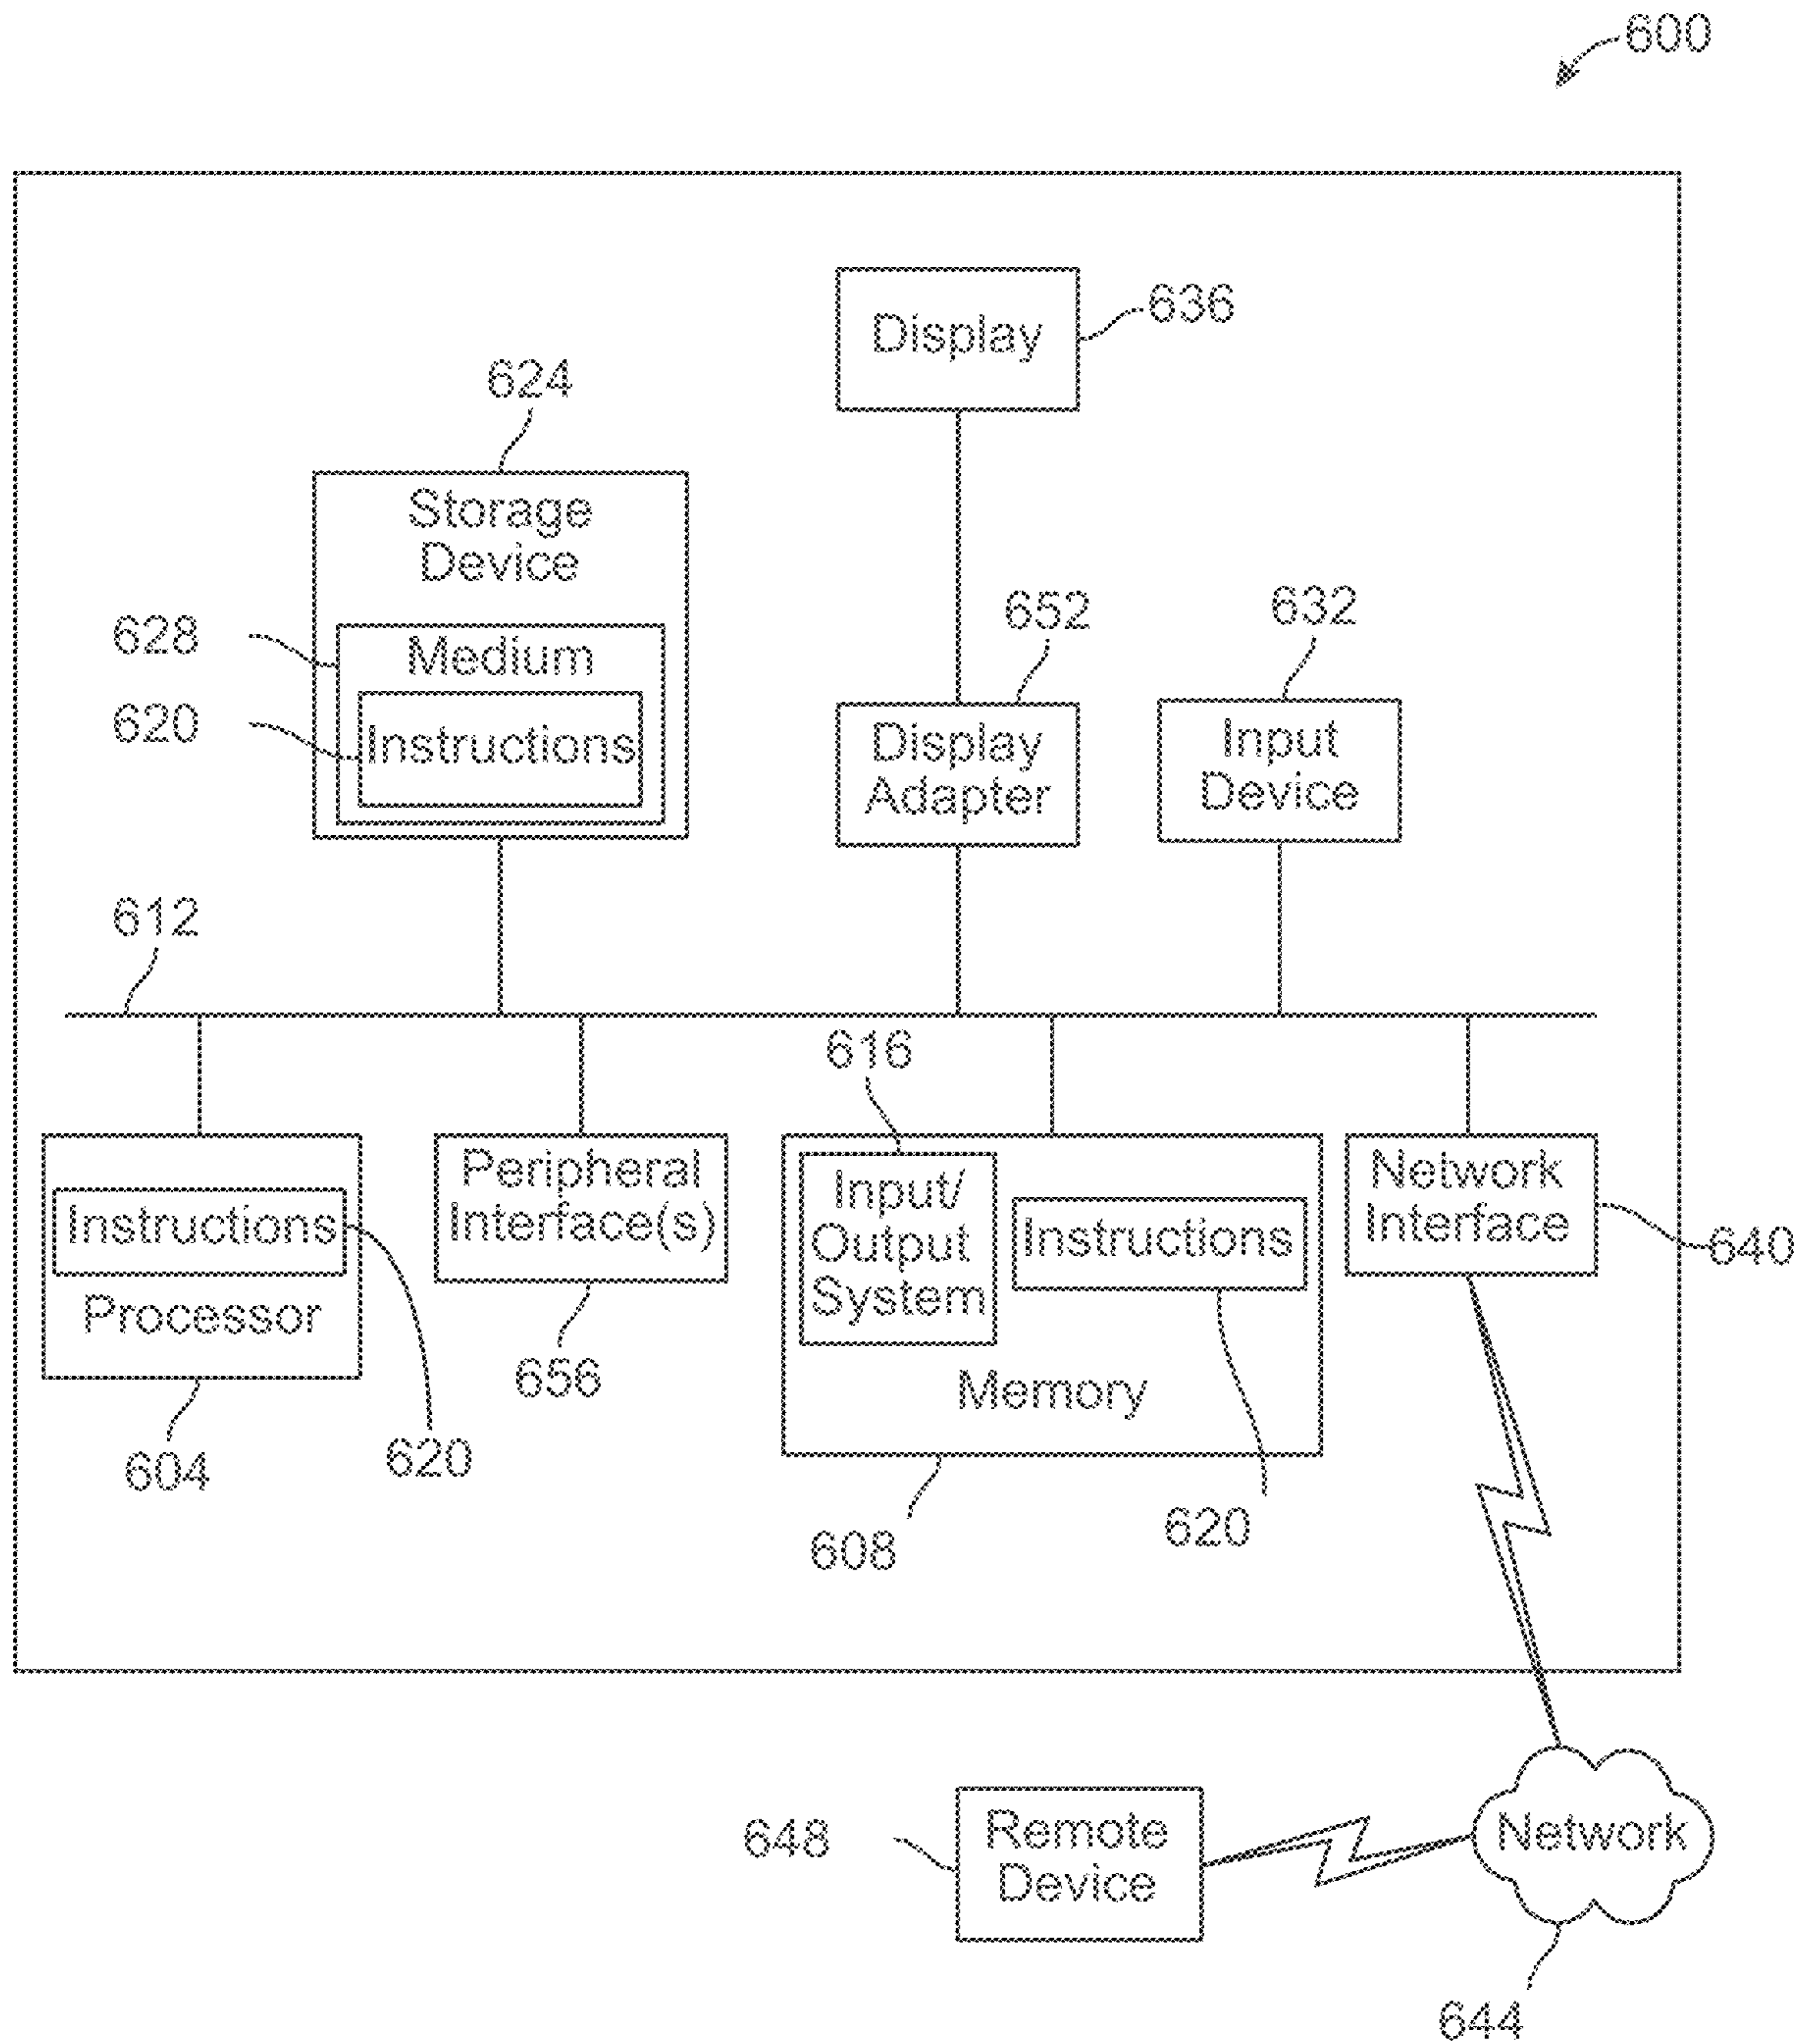 600
Display
636
624
Storage
Device
628
Medium
620
Instructions
652
Display
Adapter
632
Input
Device
612
616
Instructions
Processor
604
620
Peripheral
Interface(s)
656
Input/
Output
System
Instructions
Memory
608
620
Network
Interface
640
648
Remote
Device
Network
644